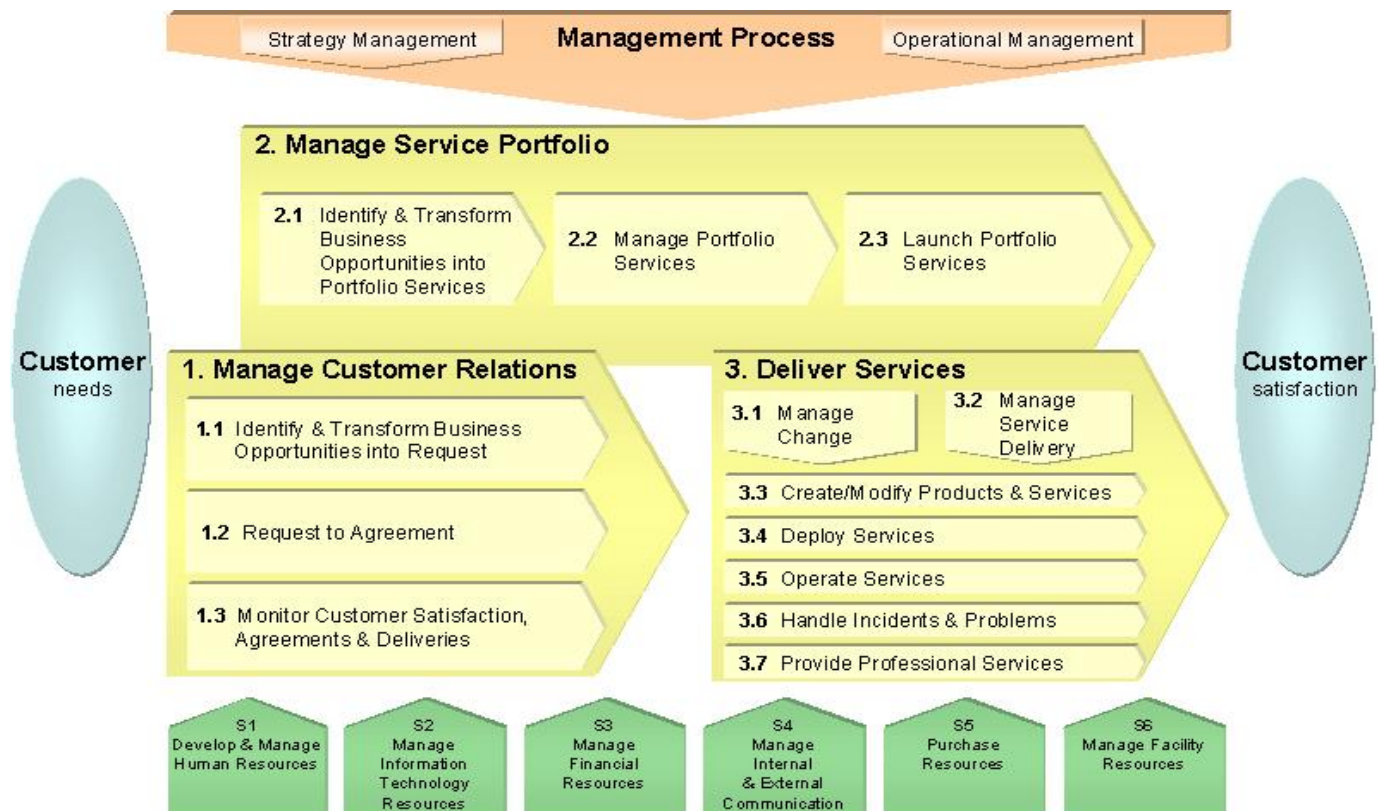 Strategy Management
Management Process
Operational Management
2. Manage Service Portfolio
2.1 Identify & Transform
Business
Opportunities into
Portfolio Services
2.2 Manage Portfolio
Services
2.3 Launch Portfolio
Services
Customer
needs
1. Manage Customer Relations
1.1 Identify & Transform Business
Opportunities into Request
1.2 Request to Agreement
1.3 Monitor Customer Satisfaction,
Agreements & Deliveries
3. Deliver Services
3.1 Manage
Change
3.2 Manage
Service
Delivery
3.3 Create/Modify Products & Services
3.4 Deploy Services
3.5 Operate Services
3.6 Handle Incidents & Problems
3.7 Provide Professional Services
Customer
satisfaction
S1
Develop & Manage
Human Resources
S2
Manage
Information
Technology
Resources
S3
Manage
Financial
Resources
S4
Manage
Internal
& External
Communication
S5
Purchase
Resources
S6
Manage Facility
Resources